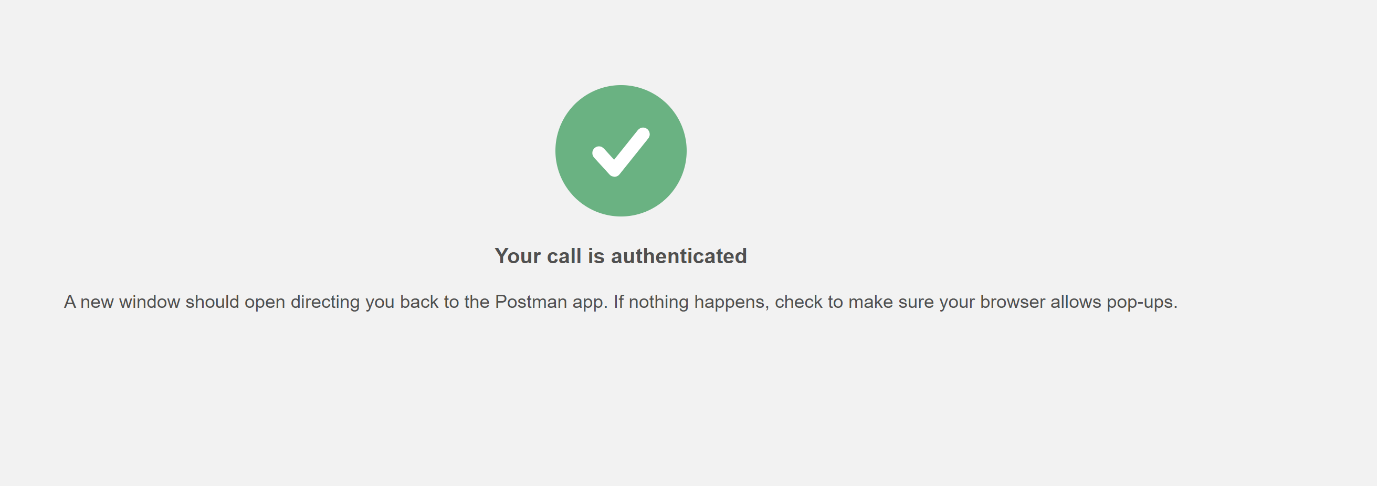 Your call is authenticated
A new window should open directing you back to the Postman app. If nothing happens, check to make sure your browser allows pop-ups.